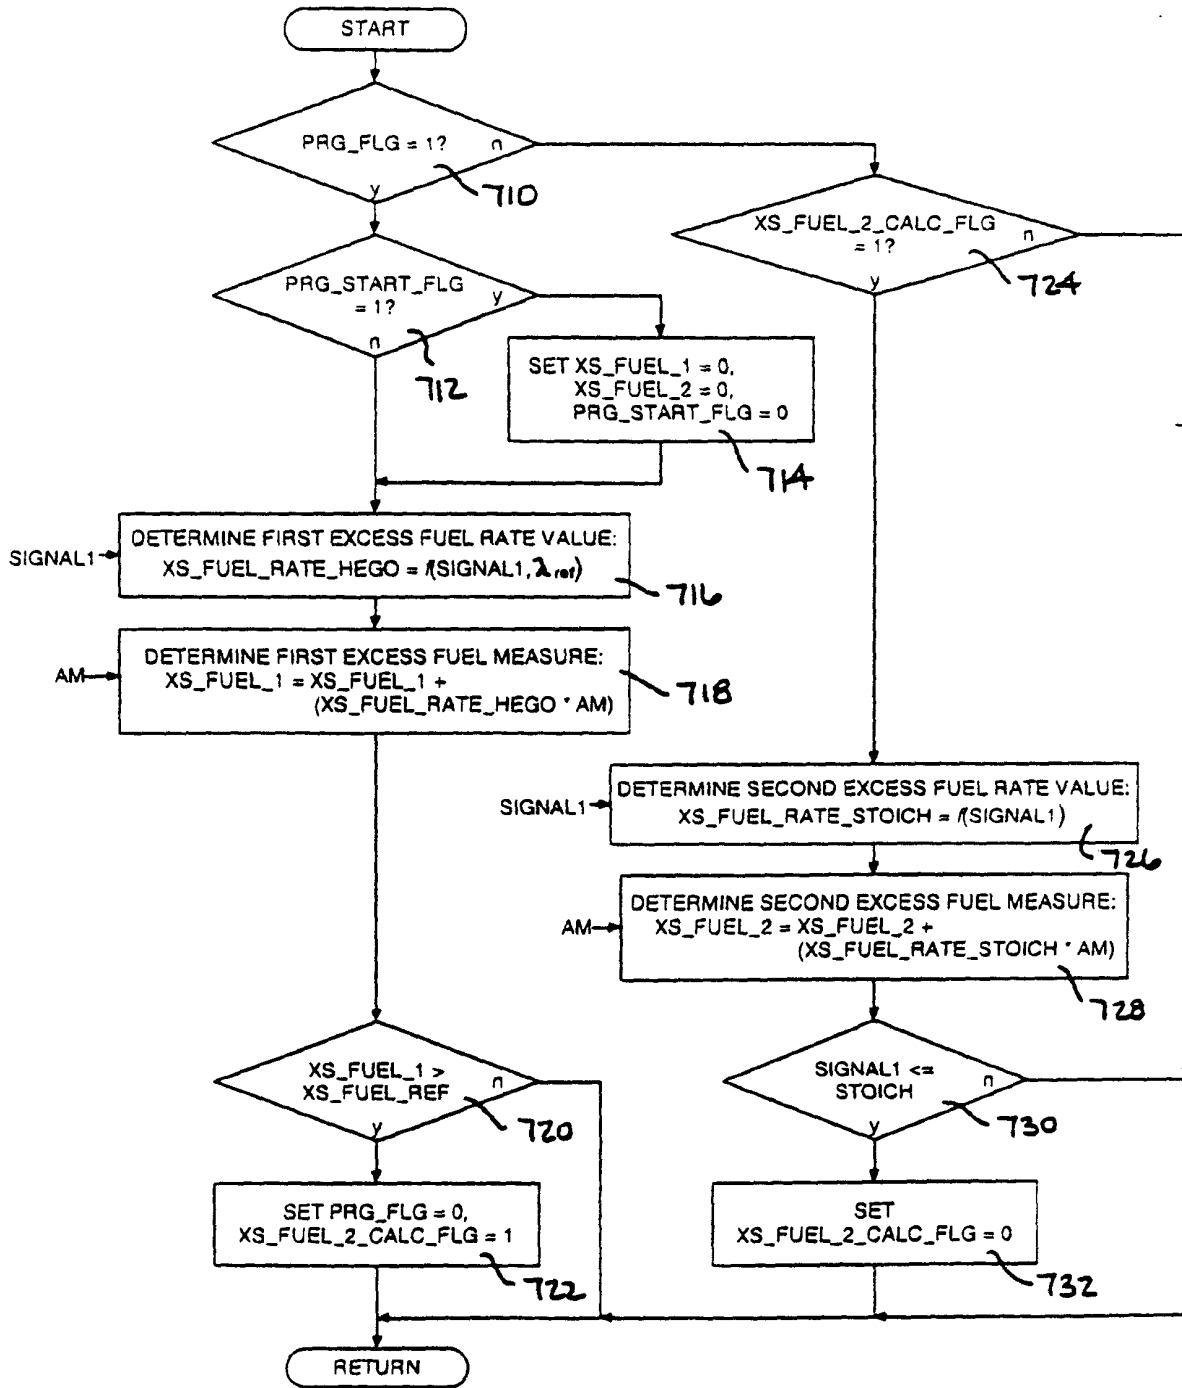 START
PRG_FLG = 1?
n
y
710
XS_FUEL_2_CALC_FLG
= 1?
n
y
724
PRG_START_FLG
= 1?
y
n
712
SET XS_FUEL_1 = 0,
XS_FUEL_2 = 0,
PRG_START_FLG = 0
714
SIGNAL1
DETERMINE FIRST EXCESS FUEL RATE VALUE:
XS_FUEL_RATE_HEGO = f(SIGNAL1, λref)
716
AM
DETERMINE FIRST EXCESS FUEL MEASURE:
XS_FUEL_1 = XS_FUEL_1 +
(XS_FUEL_RATE_HEGO * AM)
718
SIGNAL1
DETERMINE SECOND EXCESS FUEL RATE VALUE:
XS_FUEL_RATE_STOICH = f(SIGNAL1)
726
AM
DETERMINE SECOND EXCESS FUEL MEASURE:
XS_FUEL_2 = XS_FUEL_2 +
(XS_FUEL_RATE_STOICH * AM)
728
XS_FUEL_1 >
XS_FUEL_REF
n
y
720
SIGNAL1 <=
STOICH
n
y
730
SET PRG_FLG = 0,
XS_FUEL_2_CALC_FLG = 1
722
SET
XS_FUEL_2_CALC_FLG = 0
732
RETURN